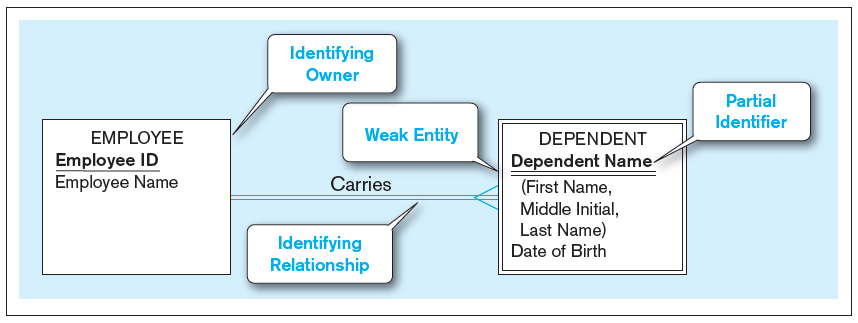 Identifying
Owner
Partial
Identifier
Weak Entity
EMPLOYEE
Employee ID
Employee Name
DEPENDENT
Dependent Name
(First Name,
Middle Initial,
Last Name)
Date of Birth
Carries
Identifying
Relationship